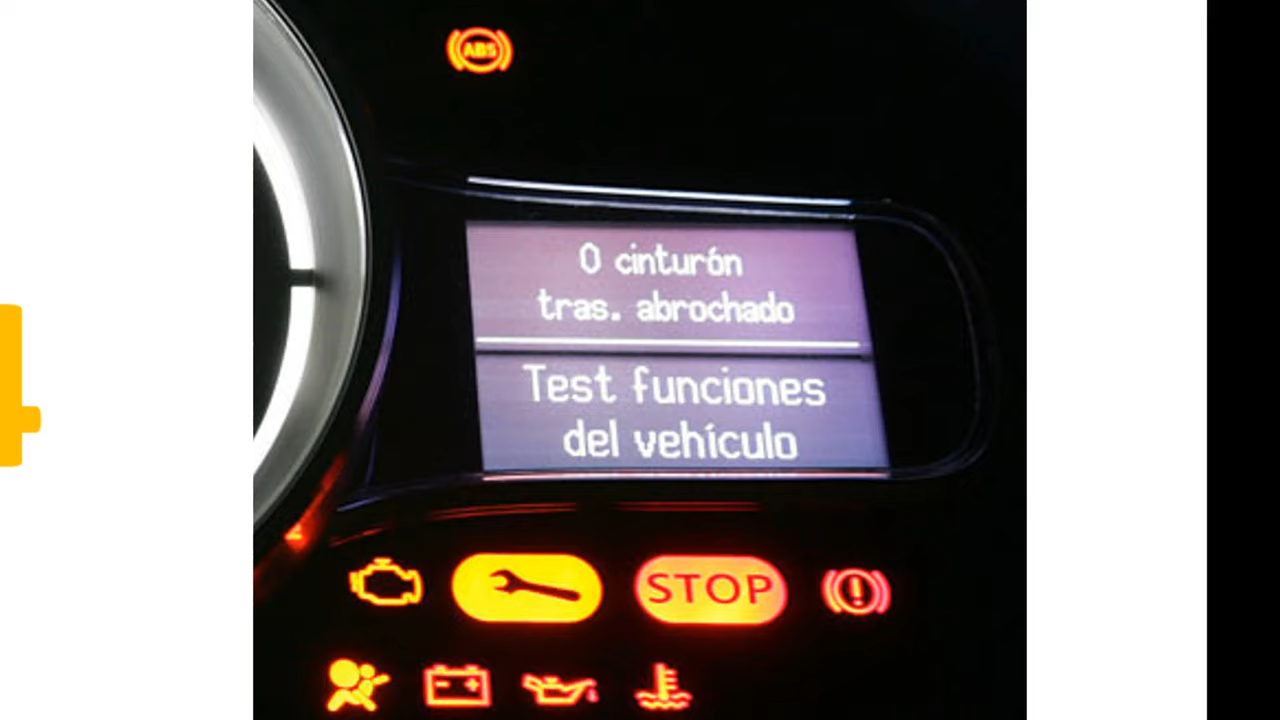 ABS
0 cinturón
tras. abrochado
Test funciones
del vehículo
STOP